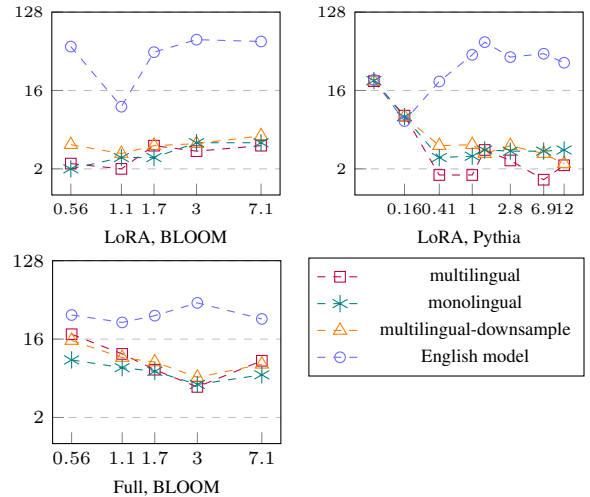 128
16
2
0.56 1.1 1.7 3 7.1
LoRA, BLOOM
128
16
2
0.16 0.41 1 2.8 6.9 12
LoRA, Pythia
128
16
2
0.56 1.1 1.7 3 7.1
Full, BLOOM
multilingual
monolingual
multilingual-downsample
English model